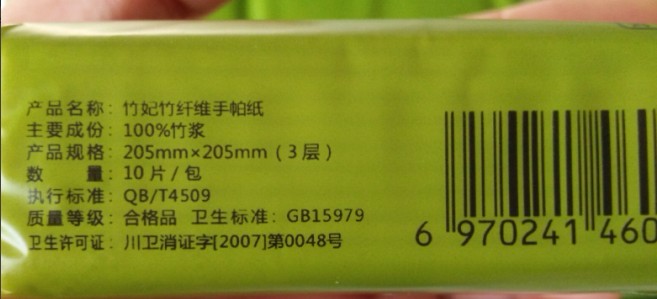 产品名称：竹妃竹纤维手帕纸
主要成份：100%竹浆
产品规格：205mm×205mm（3层）
数　　量：10片/包
执行标准：QB/T4509
质量等级：合格品 卫生标准：GB15979
卫生许可证：川卫消证字[2007]第0048号
6 970241 460